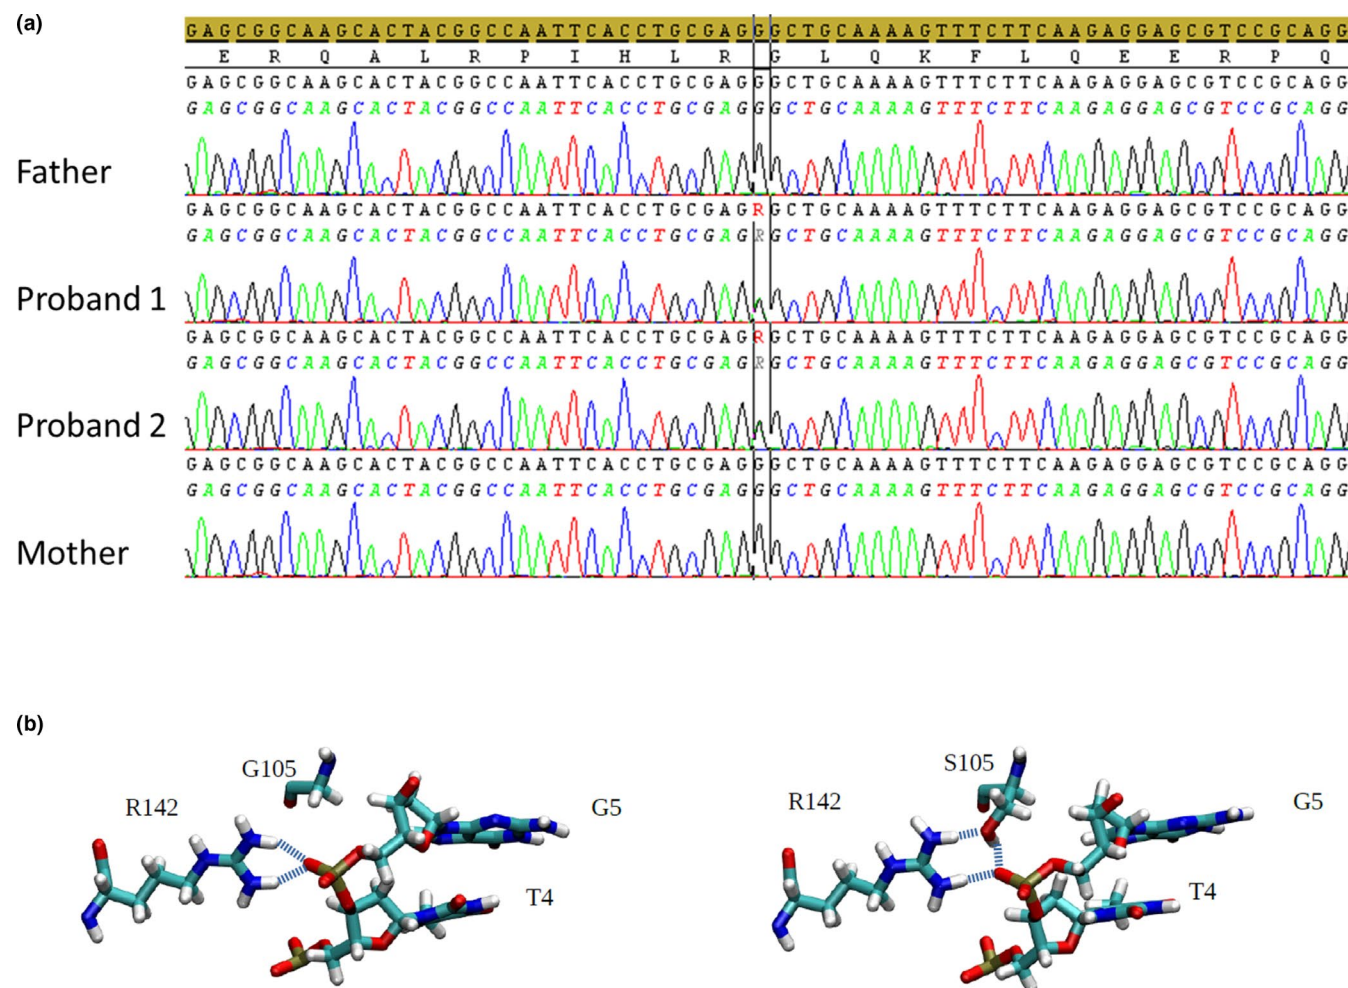 (a)
GAGCGGCAAGCACTACGGCCAATTCACCTGCGAGGGCTGCAAAAGTTTCTTCAAGAGGAGCGTCCGCAGG
E R Q A L R P I H L R G L Q K F L Q E E R P Q
GAGCGGCAAGCACTACGGCCAATTCACCTGCGAGGGCTGCAAAAGTTTCTTCAAGAGGAGCGTCCGCAGG
GAGCGGCAAGCACTACGGCCAATTCACCTGCGAGGGCTGCAAAAGTTTCTTCAAGAGGAGCGTCCGCAGG
Father
GAGCGGCAAGCACTACGGCCAATTCACCTGCGAGRGCTGCAAAAGTTTCTTCAAGAGGAGCGTCCGCAGG
GAGCGGCAAGCACTACGGCCAATTCACCTGCGAGRGCTGCAAAAGTTTCTTCAAGAGGAGCGTCCGCAGG
Proband 1
GAGCGGCAAGCACTACGGCCAATTCACCTGCGAGRGCTGCAAAAGTTTCTTCAAGAGGAGCGTCCGCAGG
GAGCGGCAAGCACTACGGCCAATTCACCTGCGAGRGCTGCAAAAGTTTCTTCAAGAGGAGCGTCCGCAGG
Proband 2
GAGCGGCAAGCACTACGGCCAATTCACCTGCGAGGGCTGCAAAAGTTTCTTCAAGAGGAGCGTCCGCAGG
GAGCGGCAAGCACTACGGCCAATTCACCTGCGAGGGCTGCAAAAGTTTCTTCAAGAGGAGCGTCCGCAGG
Mother
(b)
G105
R142
G5
T4
S105
R142
G5
T4